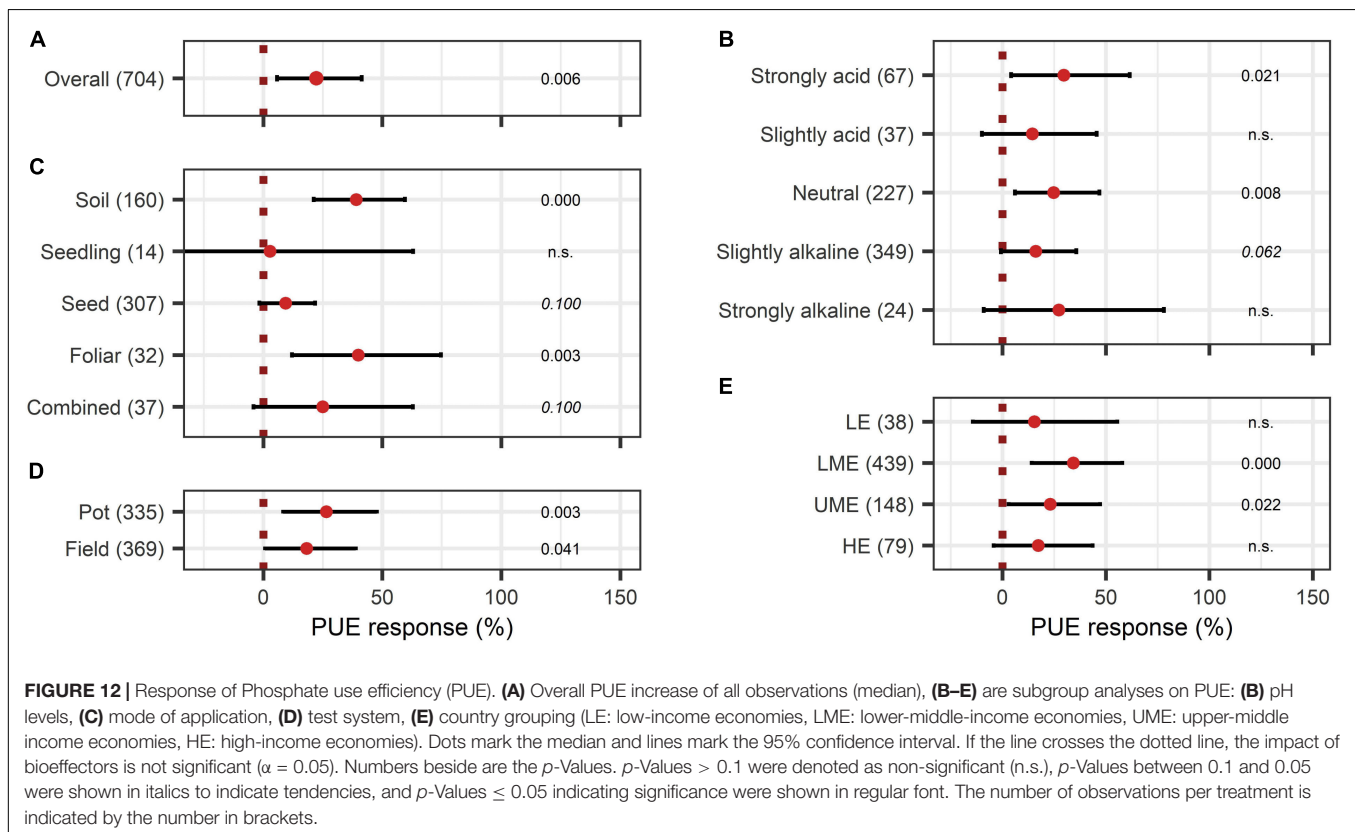 A
Overall (704)
0.006
C
Soil (160)
0.000
Seedling (14)
n.s.
Seed (307)
0.100
Foliar (32)
0.003
Combined (37)
0.100
D
Pot (335)
0.003
Field (369)
0.041
0 50 100 150
PUE response (%)
B
Strongly acid (67)
0.021
Slightly acid (37)
n.s.
Neutral (227)
0.008
Slightly alkaline (349)
0.062
Strongly alkaline (24)
n.s.
E
LE (38)
n.s.
LME (439)
0.000
UME (148)
0.022
HE (79)
n.s.
0 50 100 150
PUE response (%)
FIGURE 12 | Response of Phosphate use efficiency (PUE). (A) Overall PUE increase of all observations (median), (B–E) are subgroup analyses on PUE: (B) pH
levels, (C) mode of application, (D) test system, (E) country grouping (LE: low-income economies, LME: lower-middle-income economies, UME: upper-middle
income economies, HE: high-income economies). Dots mark the median and lines mark the 95% confidence interval. If the line crosses the dotted line, the impact of
bioeffectors is not significant (α = 0.05). Numbers beside are the p-Values. p-Values > 0.1 were denoted as non-significant (n.s.), p-Values between 0.1 and 0.05
were shown in italics to indicate tendencies, and p-Values ≤ 0.05 indicating significance were shown in regular font. The number of observations per treatment is
indicated by the number in brackets.